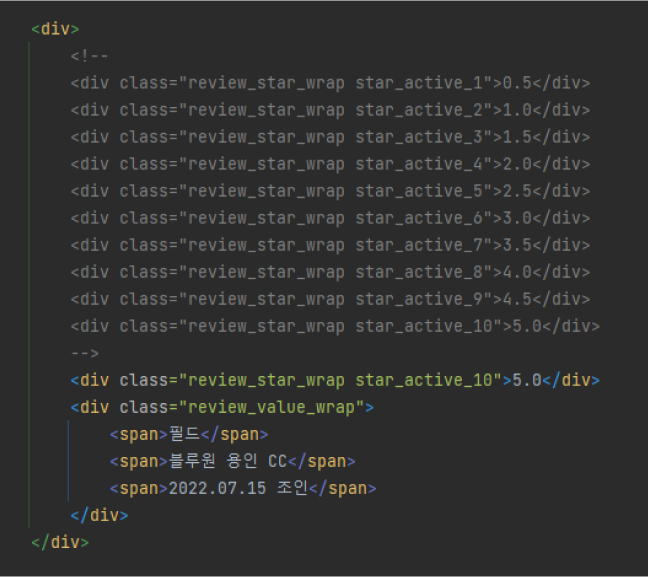 <div>
<!--
<div class="review_star_wrap star_active_1">0.5</div>
<div class="review_star_wrap star_active_2">1.0</div>
<div class="review_star_wrap star_active_3">1.5</div>
<div class="review_star_wrap star_active_4">2.0</div>
<div class="review_star_wrap star_active_5">2.5</div>
<div class="review_star_wrap star_active_6">3.0</div>
<div class="review_star_wrap star_active_7">3.5</div>
<div class="review_star_wrap star_active_8">4.0</div>
<div class="review_star_wrap star_active_9">4.5</div>
<div class="review_star_wrap star_active_10">5.0</div>
-->
<div class="review_star_wrap star_active_10">5.0</div>
<div class="review_value_wrap">
<span>필드</span>
<span>블루원 용인 CC</span>
<span>2022.07.15 조인</span>
</div>
</div>